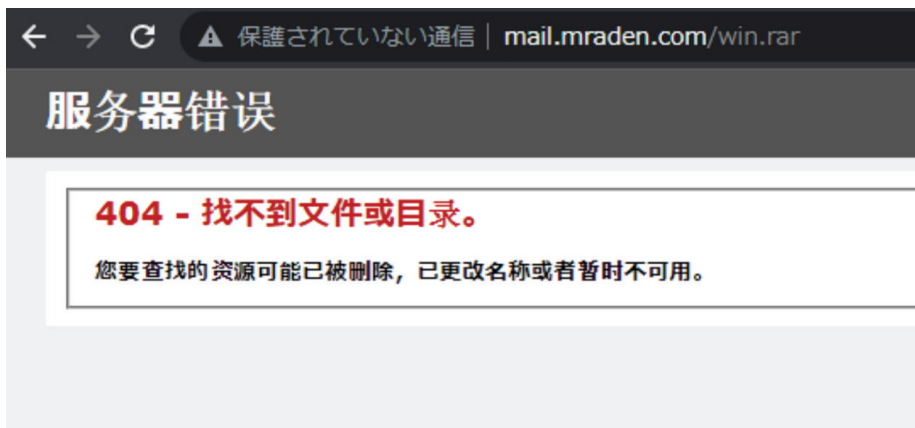 保護されていない通信 | mail.mraden.com/win.rar
服务器错误
404 - 找不到文件或目录。
您要查找的资源可能已被删除，已更改名称或者暂时不可用。